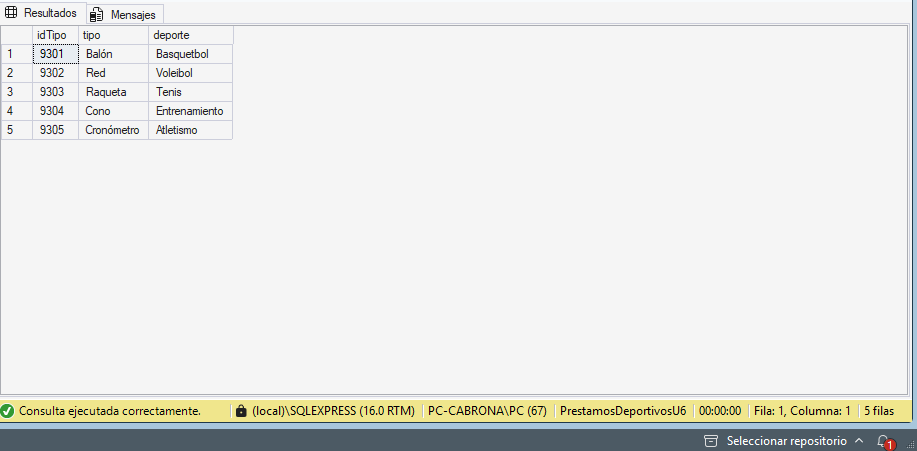 Resultados Mensajes
idTipo tipo deporte
1 9301 Balón Basquetbol
2 9302 Red Voleibol
3 9303 Raqueta Tenis
4 9304 Cono Entrenamiento
5 9305 Cronómetro Atletismo
Consulta ejecutada correctamente. (local)\SQLEXPRESS (16.0 RTM) PC-CABRONA\PC (67) PrestamosDeportivosU6 00:00:00 Fila: 1, Columna: 1 5 filas
Seleccionar repositorio 1